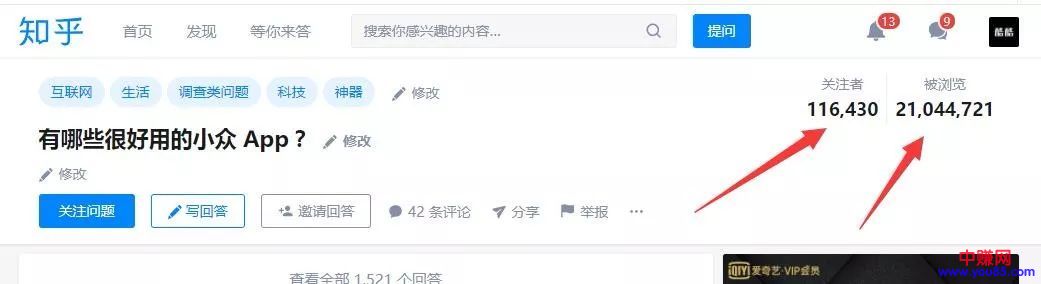 知乎 首页 发现 等你来答 搜索你感兴趣的内容... 提问 13 9 酷酷
互联网 生活 调查类问题 科技 神器 修改
关注者 被浏览
116,430 21,044,721
有哪些很好用的小众 App？ 修改
修改
关注问题 写回答 邀请回答 42 条评论 分享 举报 ...
查看全部 1,521 个回答
iQIYI 爱奇艺·VIP会员
中赚网
www.you85.com